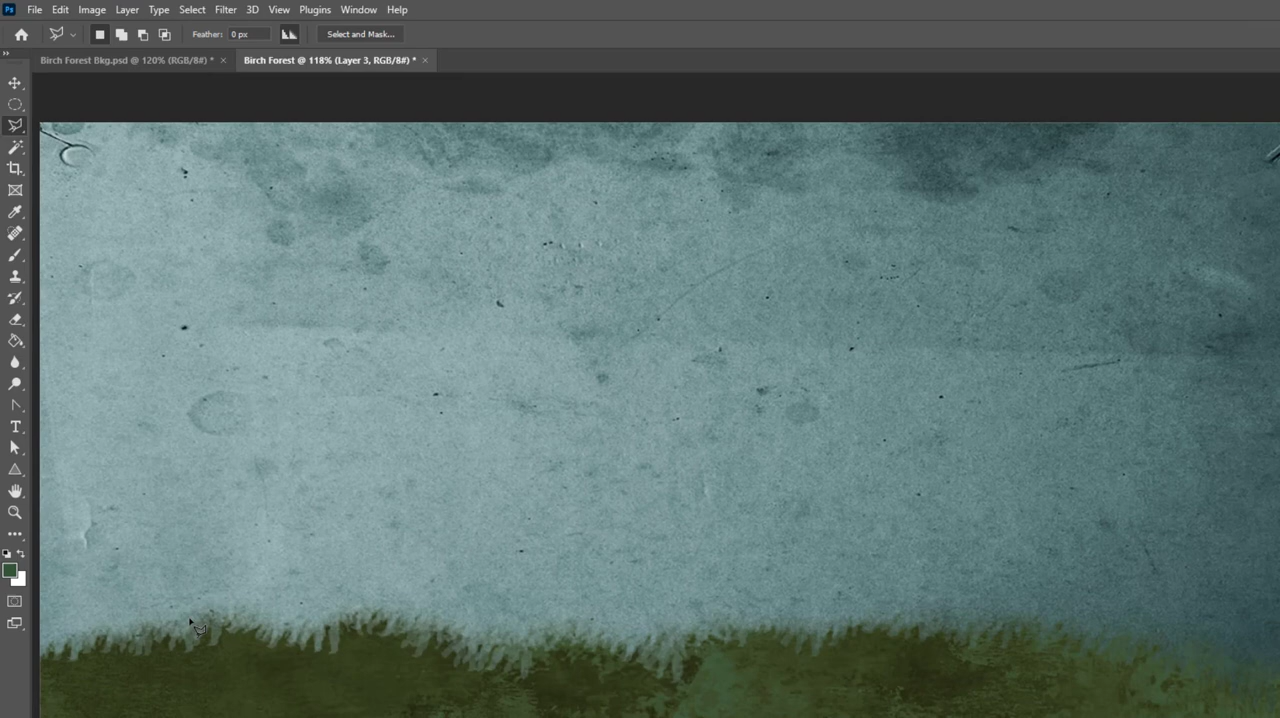 Ps File Edit Image Layer Type Select Filter 3D View Plugins Window Help
Feather: 0 px Select and Mask...
Birch Forest Bkg.psd @ 120% (RGB/8#) * × Birch Forest @ 118% (Layer 3, RGB/8#) * ×
T